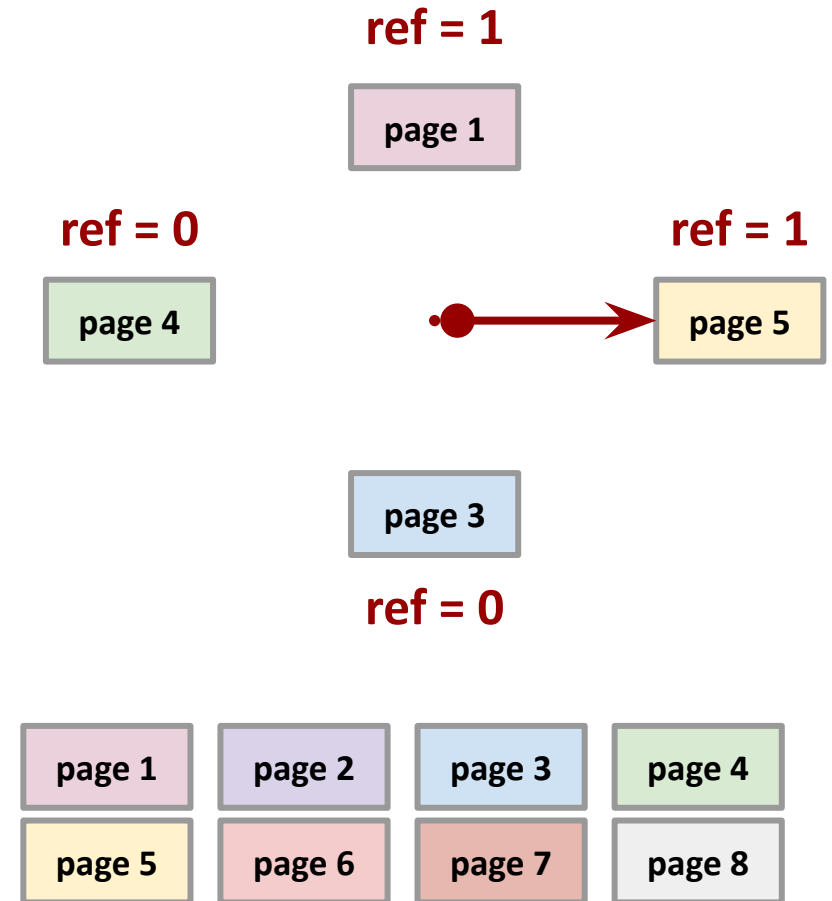 ref = 1
page 1
ref = 0
ref = 1
page 4
page 5
page 3
ref = 0
page 1 page 2 page 3 page 4
page 5 page 6 page 7 page 8